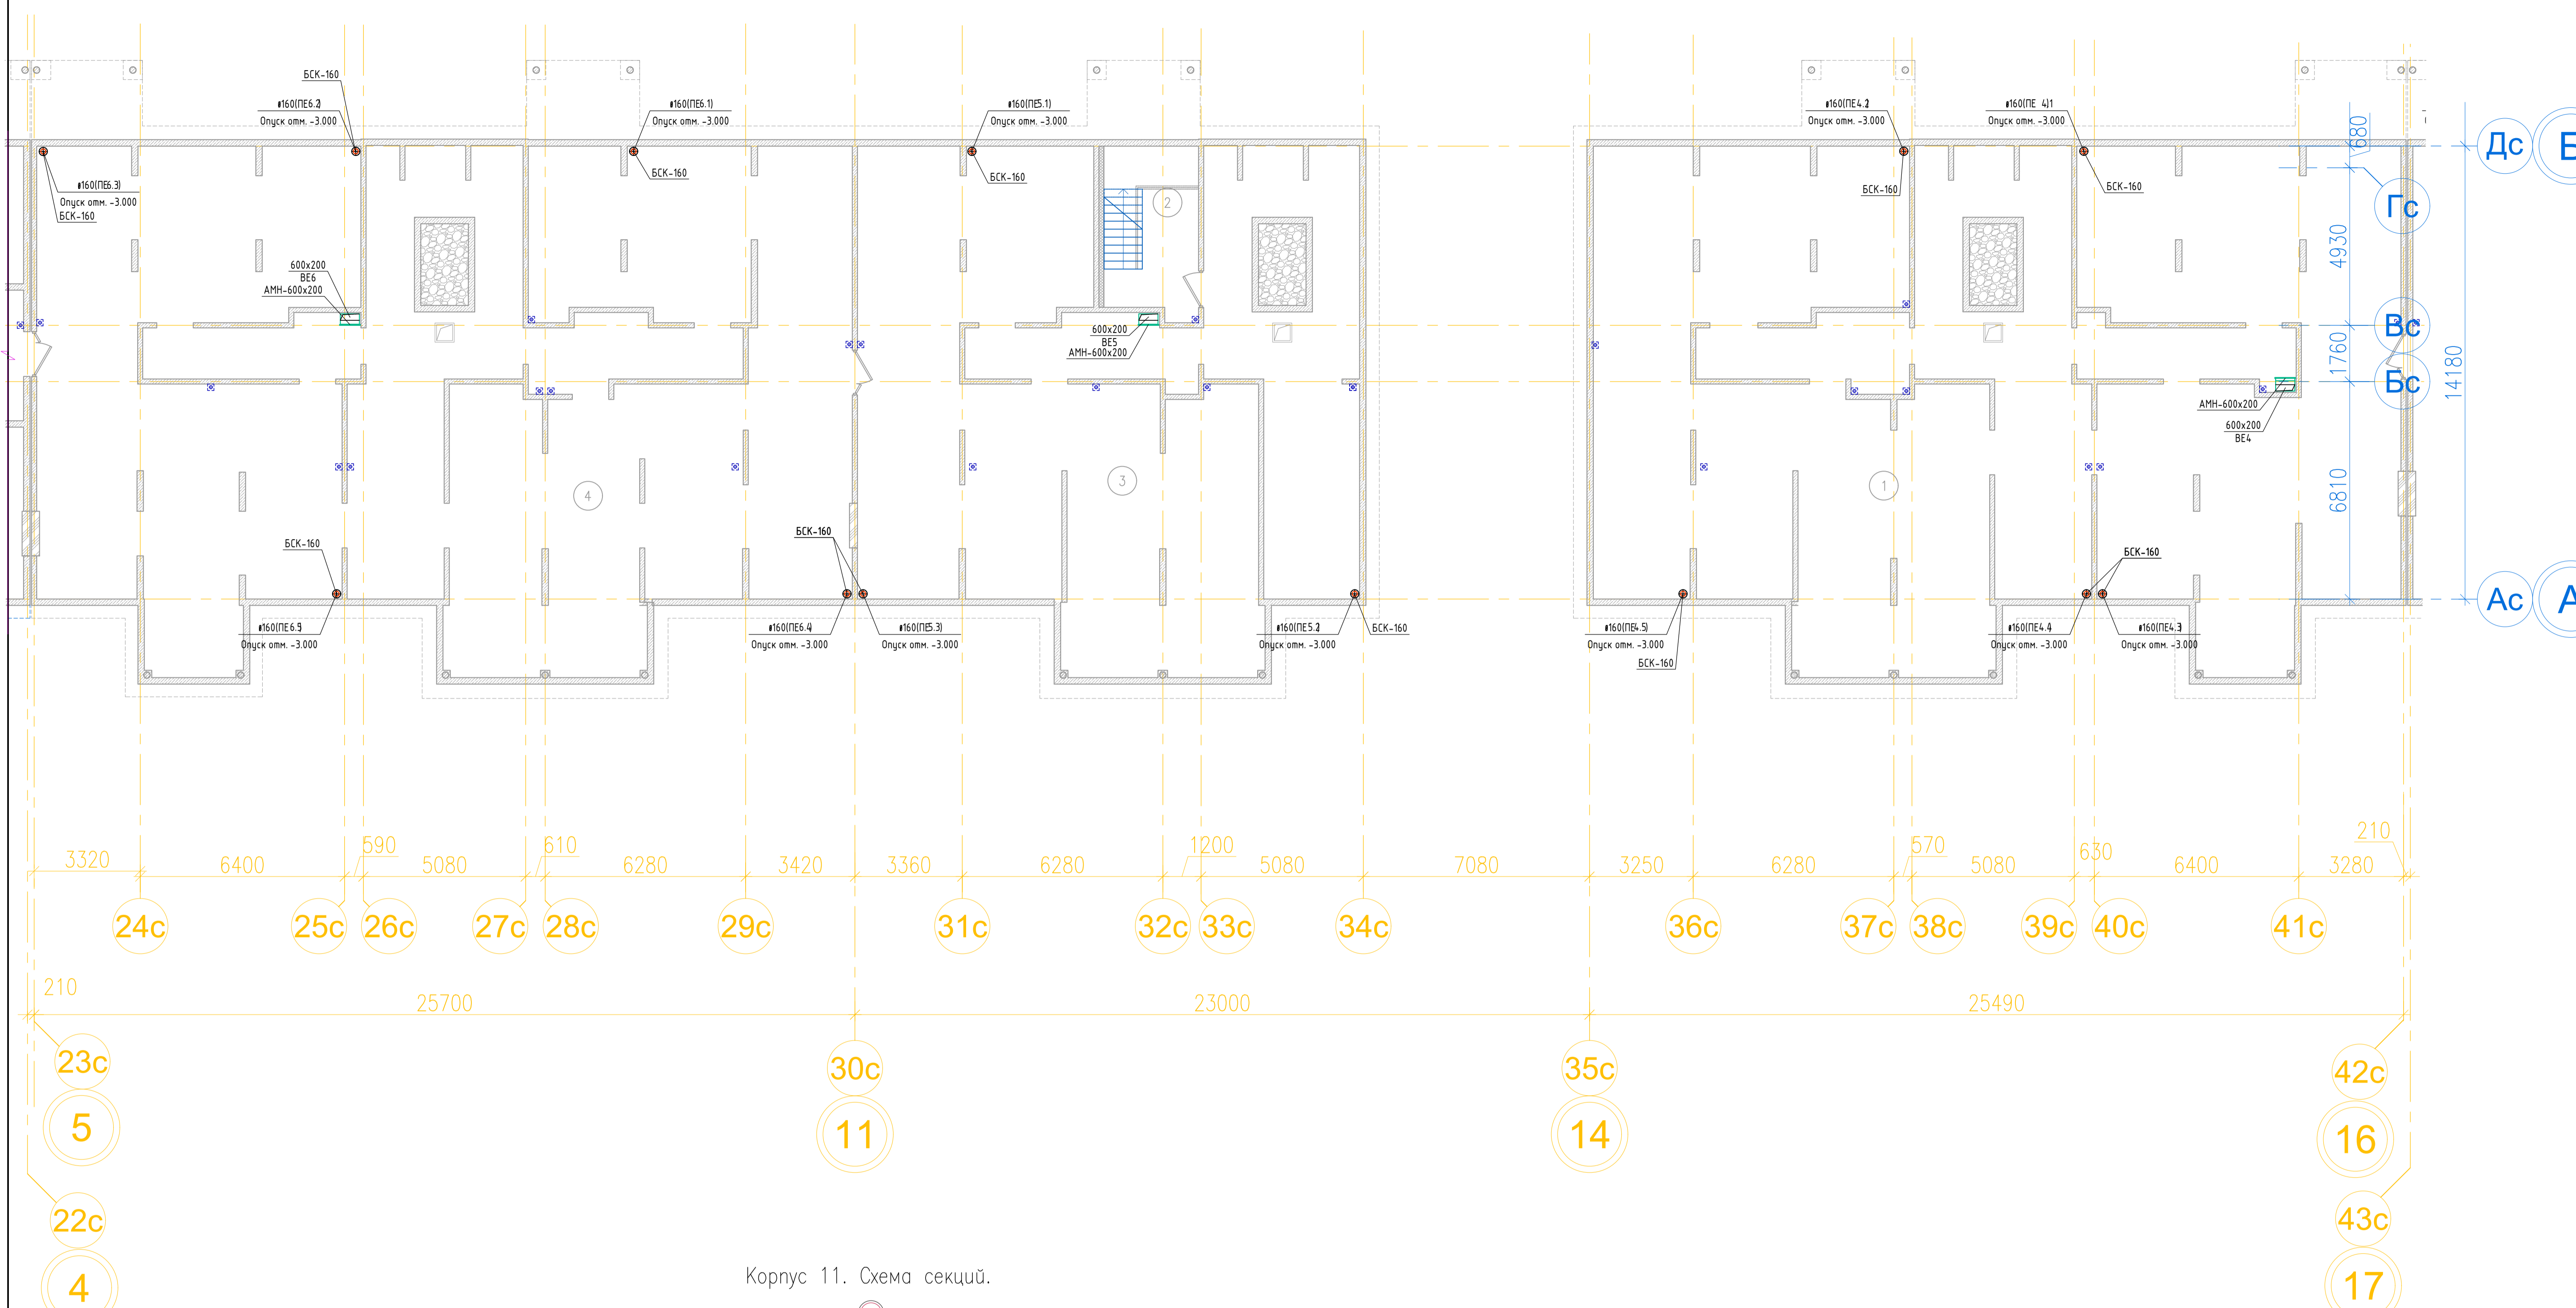 БСК-160
ø160(ПЕ6.2)
Опуск отм. -3.000
ø160(ПЕ6.1)
Опуск отм. -3.000
ø160(ПЕ5.1)
Опуск отм. -3.000
ø160(ПЕ4.2)
Опуск отм. -3.000
ø160(ПЕ 4)1
Опуск отм. -3.000
680
Дс
ø160(ПЕ6.3)
Опуск отм. -3.000
БСК-160
БСК-160
БСК-160
БСК-160
БСК-160
2
Гс
4930
600х200
ВЕ6
АМН-600х200
600х200
ВЕ5
АМН-600х200
Вс
1760
14180
Бс
АМН-600х200
600х200
ВЕ4
4
3
1
6810
БСК-160
БСК-160
БСК-160
Ас
ø160(ПЕ6.5)
Опуск отм. -3.000
ø160(ПЕ6.4)
Опуск отм. -3.000
ø160(ПЕ5.3)
Опуск отм. -3.000
ø160(ПЕ5.2)
Опуск отм. -3.000
БСК-160
ø160(ПЕ4.5)
Опуск отм. -3.000
БСК-160
ø160(ПЕ4.4)
Опуск отм. -3.000
ø160(ПЕ4.3)
Опуск отм. -3.000
3320 6400 590 5080 610 6280 3420 3360 6280 1200 5080 7080 3250 6280 570 5080 630 6400 3280 210
24с 25с 26с 27с 28с 29с 31с 32с 33с 34с 36с 37с 38с 39с 40с 41с
210 25700 23000 25490
23с 30с 35с 42с
5 11 14 16
22с 43с
4 17
Корпус 11. Схема секций.